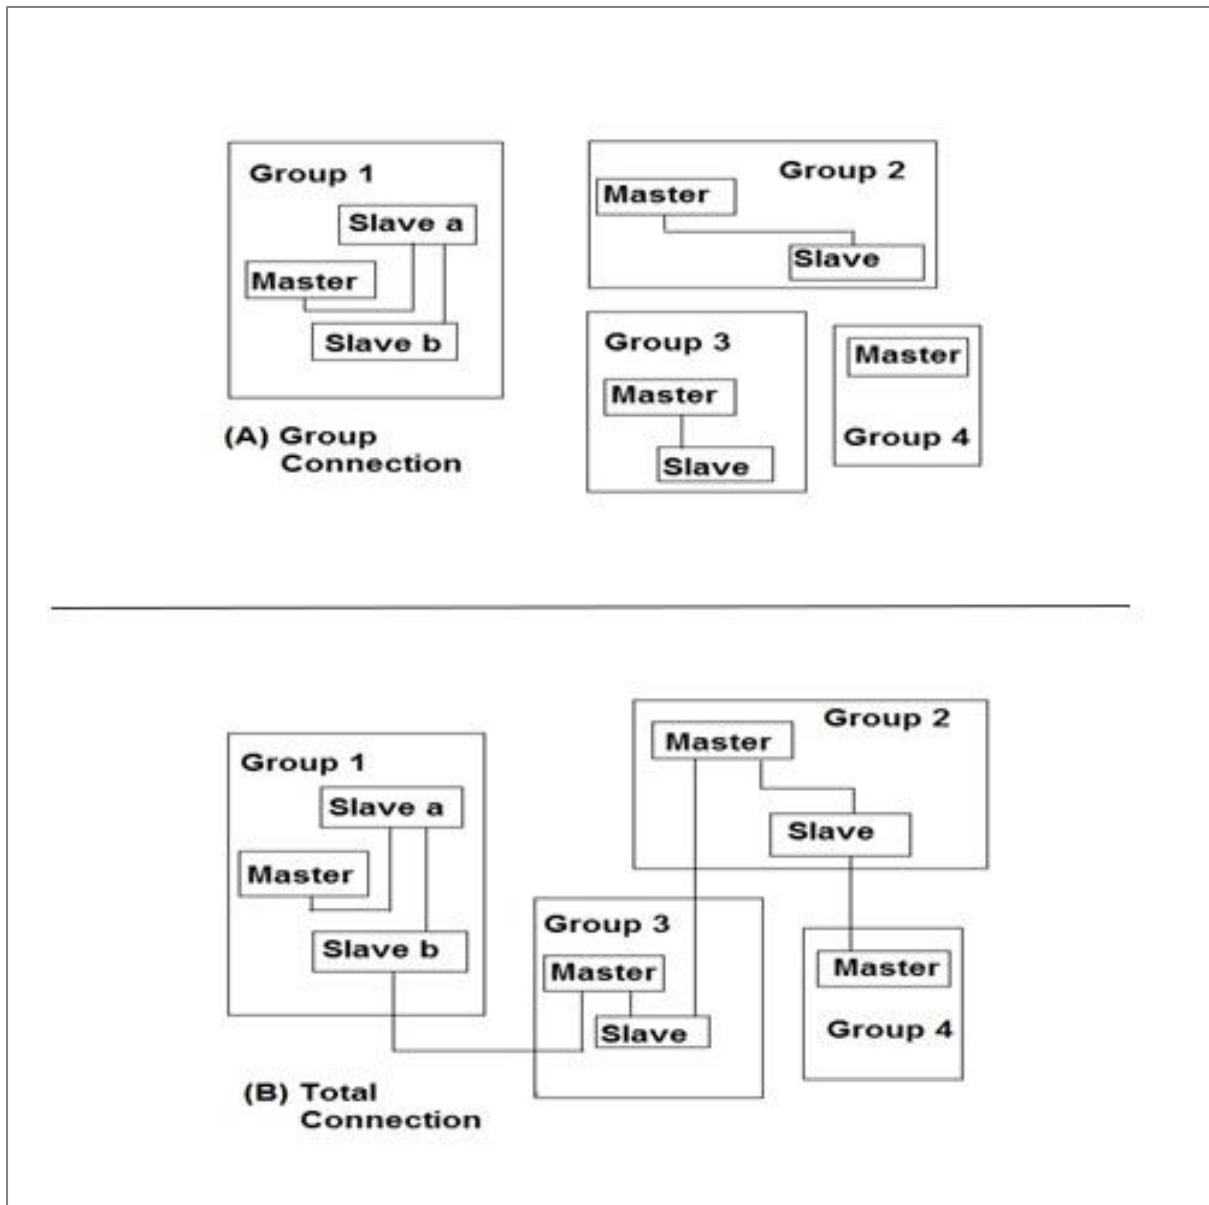 Group 1
Slave a
Master
Slave b
(A) Group
Connection
Group 2
Master
Slave
Group 3
Master
Slave
Master
Group 4
Group 1
Slave a
Master
Slave b
Group 2
Master
Slave
Group 3
Master
Slave
Master
Group 4
(B) Total
Connection